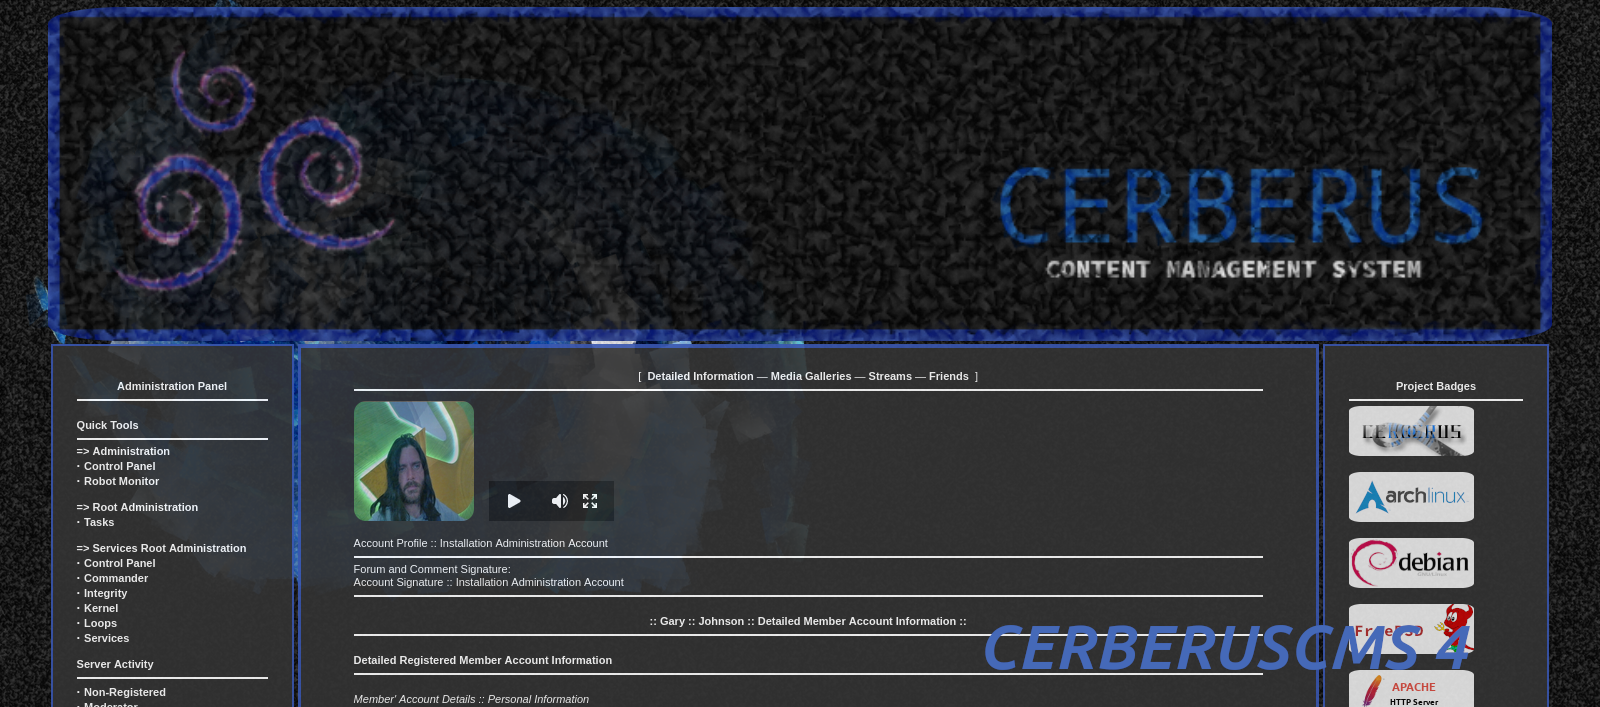 CERBERUS
CONTENT MANAGEMENT SYSTEM
Administration Panel
Quick Tools
=> Administration
· Control Panel
· Robot Monitor
=> Root Administration
· Tasks
=> Services Root Administration
· Control Panel
· Commander
· Integrity
· Kernel
· Loops
· Services
Server Activity
· Non-Registered
· Moderator
[ Detailed Information — Media Galleries — Streams — Friends ]
Account Profile :: Installation Administration Account
Forum and Comment Signature:
Account Signature :: Installation Administration Account
:: Gary :: Johnson :: Detailed Member Account Information ::
Detailed Registered Member Account Information
Member' Account Details :: Personal Information
CERBERUSCMS 4
Project Badges
CERBERUS
archlinux
debian
FreeBSD
APACHE
HTTP Server